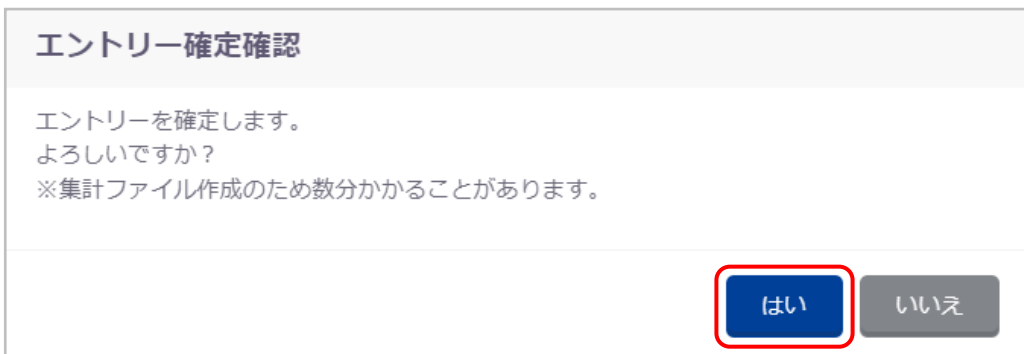 エントリー確定確認
エントリーを確定します。
よろしいですか？
※集計ファイル作成のため数分かかることがあります。
はい いいえ